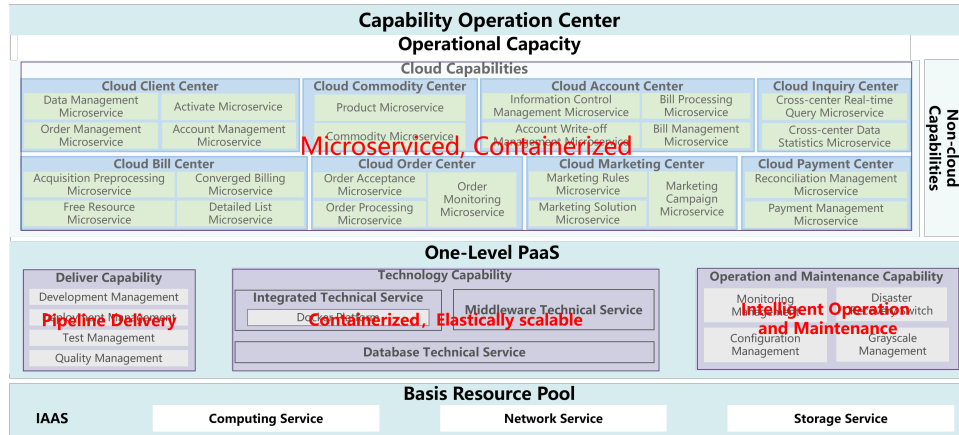 Capability Operation Center
Operational Capacity
Cloud Capabilities
Cloud Client Center
Data Management
Microservice
Activate Microservice
Order Management
Microservice
Account Management
Microservice
Cloud Commodity Center
Product Microservice
Commodity Microservice
Cloud Account Center
Information Control
Management Microservice
Bill Processing
Microservice
Account Write-off
Management Microservice
Bill Management
Microservice
Cloud Inquiry Center
Cross-center Real-time
Query Microservice
Cross-center Data
Statistics Microservice
Microserviced, Containerized
Cloud Bill Center
Acquisition Preprocessing
Microservice
Converged Billing
Microservice
Free Resource
Microservice
Detailed List
Microservice
Cloud Order Center
Order Acceptance
Microservice
Order Processing
Microservice
Order
Monitoring
Microservice
Cloud Marketing Center
Marketing Rules
Microservice
Marketing Solution
Microservice
Marketing
Campaign
Microservice
Cloud Payment Center
Reconciliation Management
Microservice
Payment Management
Microservice
Non-cloud
Capabilities
One-Level PaaS
Deliver Capability
Development Management
Deployment Management
Pipeline Delivery
Test Management
Quality Management
Technology Capability
Integrated Technical Service
Docker Platform
Middleware Technical Service
Containerized, Elastically scalable
Database Technical Service
Operation and Maintenance Capability
Monitoring
Management
Disaster
Recovery Switch
Intelligent Operation
and Maintenance
Configuration
Management
Grayscale
Management
Basis Resource Pool
IAAS
Computing Service
Network Service
Storage Service